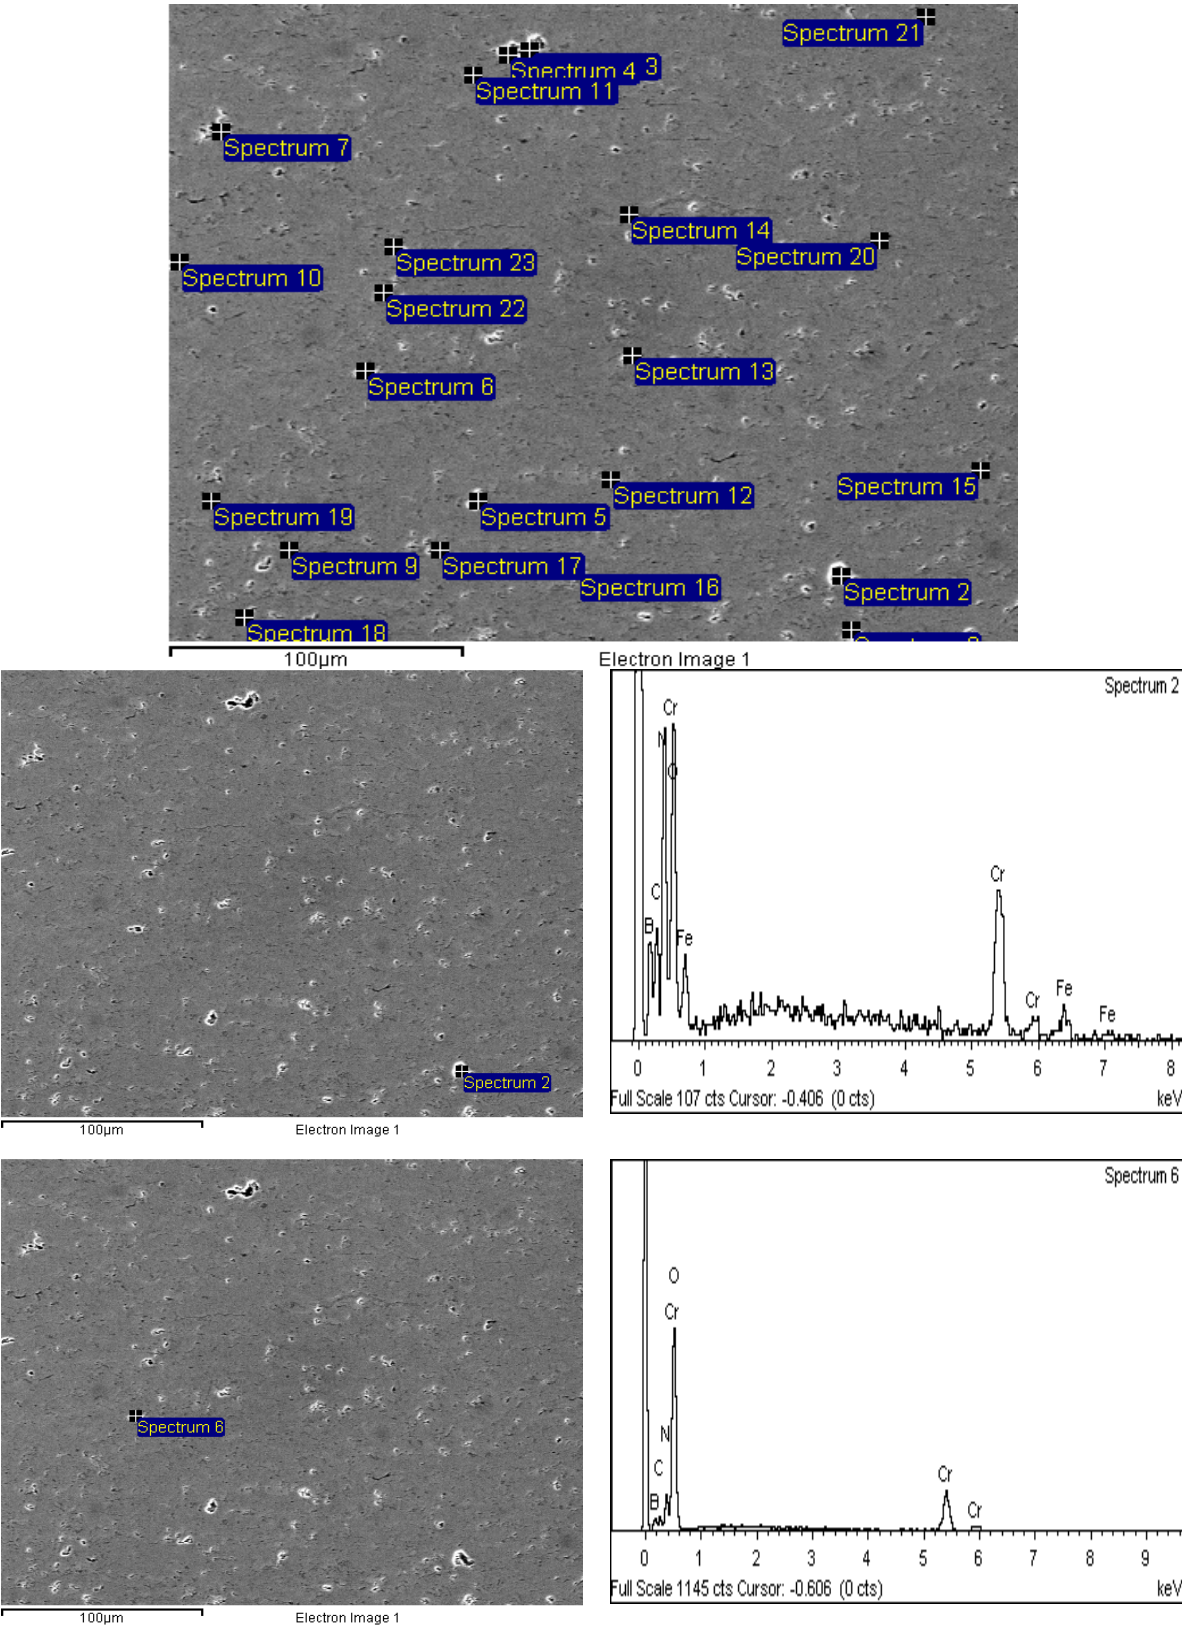 Spectrum 21
Spectrum 4
3
Spectrum 11
Spectrum 7
Spectrum 14
Spectrum 20
Spectrum 23
Spectrum 10
Spectrum 22
Spectrum 13
Spectrum 6
Spectrum 15
Spectrum 12
Spectrum 19
Spectrum 5
Spectrum 9
Spectrum 17
Spectrum 16
Spectrum 2
Spectrum 18
100µm
Electron Image 1
Spectrum 2
100µm
Electron Image 1
Spectrum 2
Cr
N
O
C
B
Fe
Cr
Cr
Fe
Fe
0 1 2 3 4 5 6 7 8
Full Scale 107 cts Cursor: -0.406 (0 cts)
keV
Spectrum 6
100µm
Electron Image 1
Spectrum 6
O
Cr
N
C
B
Cr
Cr
0 1 2 3 4 5 6 7 8 9
Full Scale 1145 cts Cursor: -0.606 (0 cts)
keV